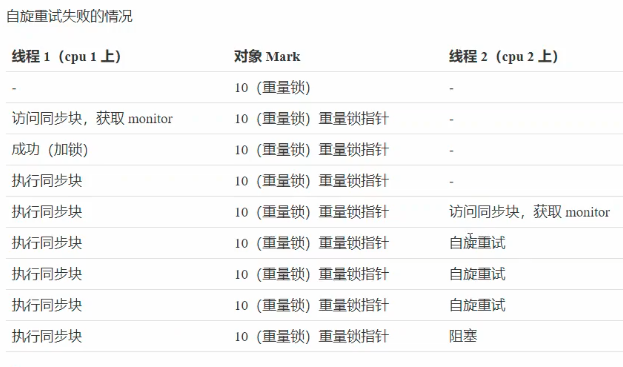 自旋重试失败的情况
线程 1（cpu 1 上） 对象 Mark 线程 2（cpu 2 上）
- 10（重量锁） -
访问同步块，获取 monitor 10（重量锁）重量锁指针 -
成功（加锁） 10（重量锁）重量锁指针 -
执行同步块 10（重量锁）重量锁指针 -
执行同步块 10（重量锁）重量锁指针 访问同步块，获取 monitor
执行同步块 10（重量锁）重量锁指针 自旋重试
执行同步块 10（重量锁）重量锁指针 自旋重试
执行同步块 10（重量锁）重量锁指针 自旋重试
执行同步块 10（重量锁）重量锁指针 阻塞